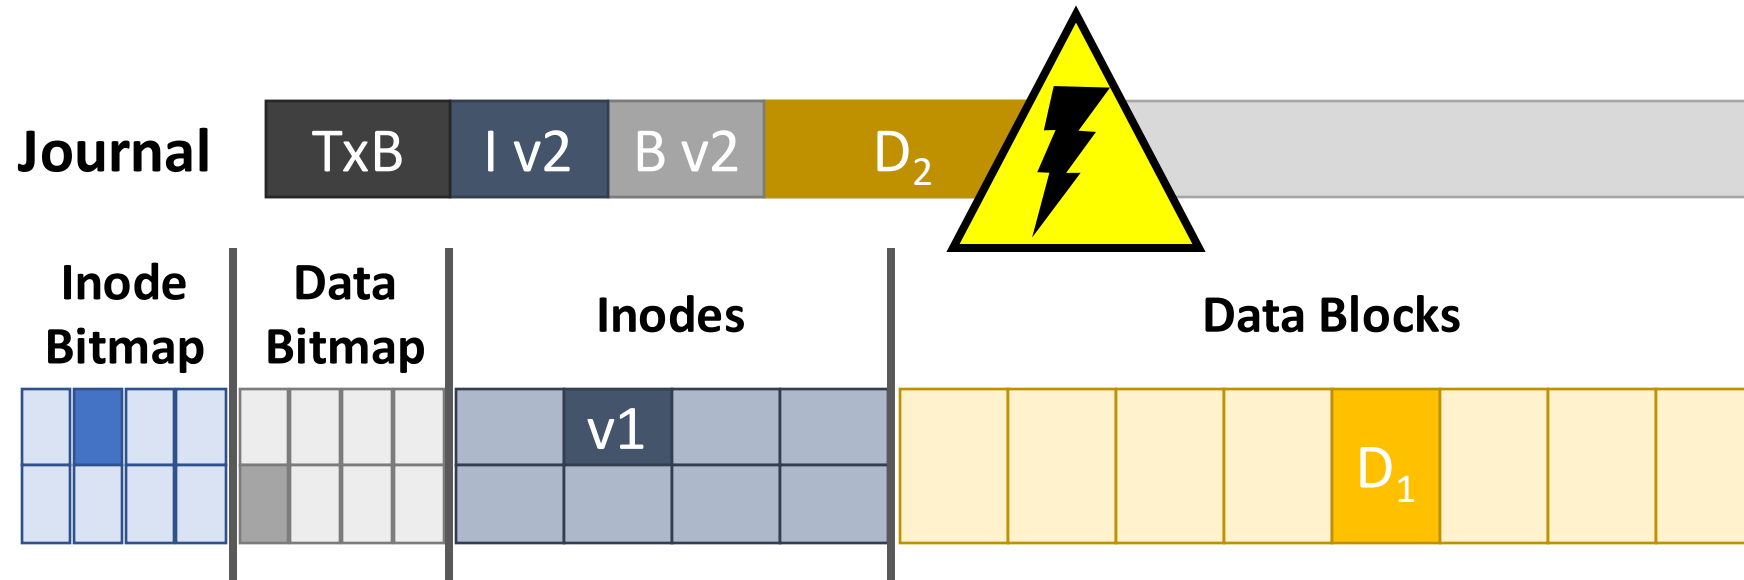 Journal
TxB
I v2
B v2
D₂
Inode
Bitmap
Data
Bitmap
Inodes
Data Blocks
v1
D₁